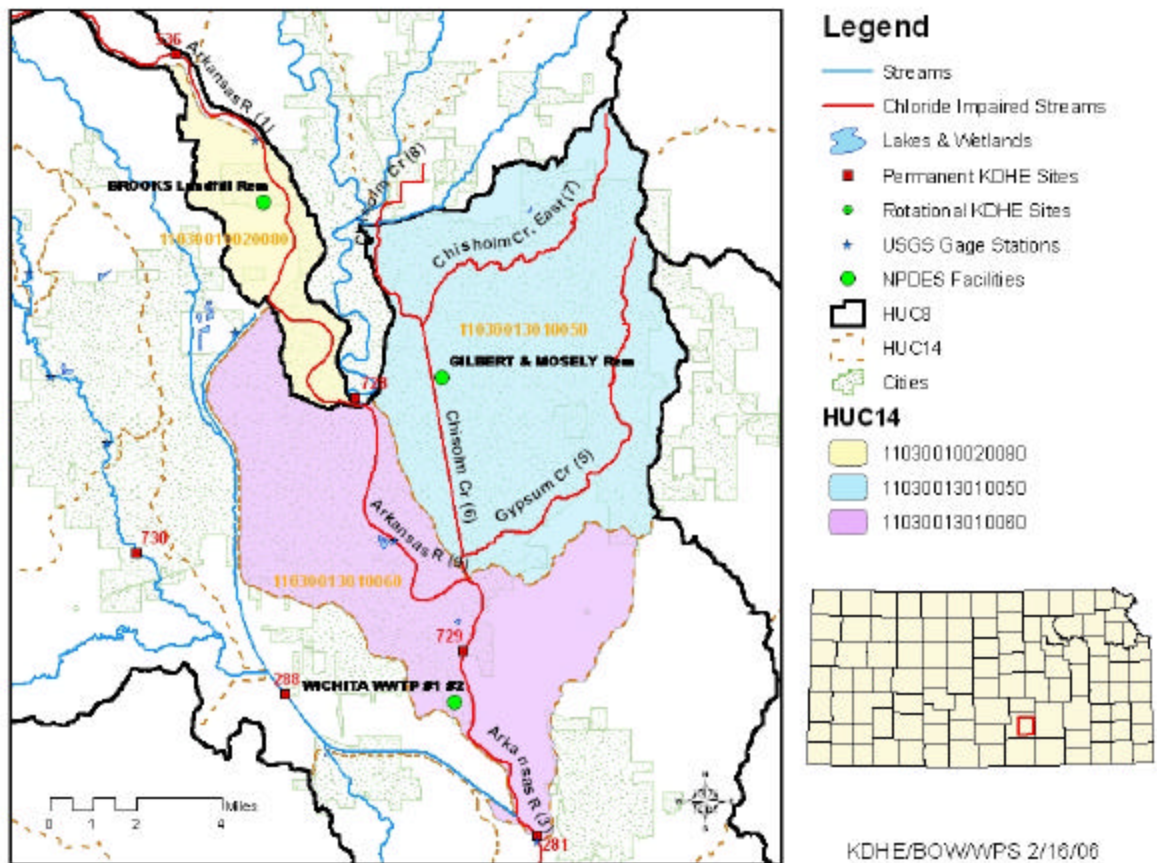 536
Arkansas R (1)
BROOKS Landfill Rem
11030010020080
Chisholm Cr (8)
Chisholm Cr, East (7)
11030013010050
GILBERT & MOSELY Rem
728
Chisolm Cr (6)
Gypsum Cr (5)
Arkansas R (9)
730
11030013010060
729
288
WICHITA WWTP #1 #2
Arkansas R (3)
281
0 1 2 4
Miles
Legend
Streams
Chloride Impaired Streams
Lakes & Wetlands
Permanent KDHE Sites
Rotational KDHE Sites
USGS Gage Stations
NPDES Facilities
HUC8
HUC14
Cities
HUC14
11030010020080
11030013010050
11030013010060
KDHE/BOW/WPS 2/16/06